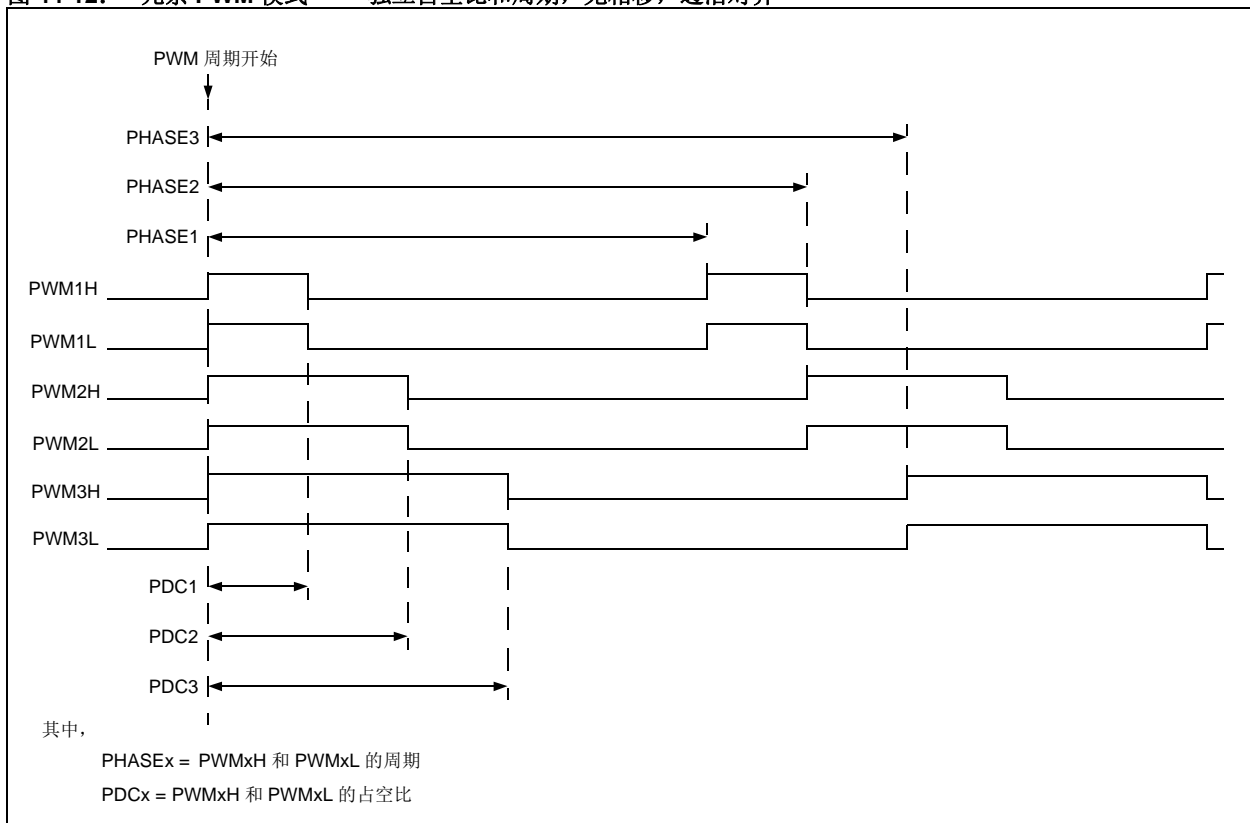 PWM 周期开始
PHASE3
PHASE2
PHASE1
PWM1H
PWM1L
PWM2H
PWM2L
PWM3H
PWM3L
PDC1
PDC2
PDC3
其中，
PHASEx = PWMxH 和 PWMxL 的周期
PDCx = PWMxH 和 PWMxL 的占空比